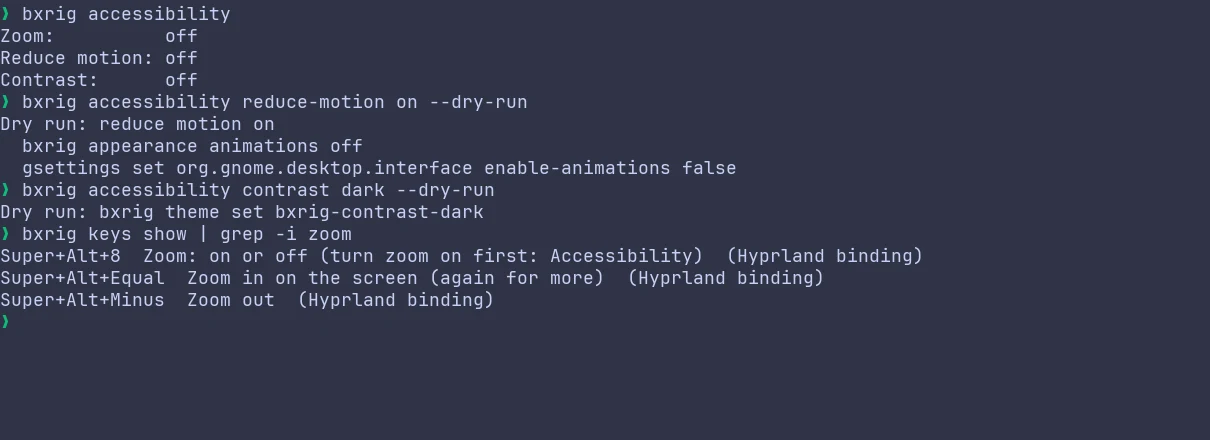 ❯ bxrig accessibility
Zoom:          off
Reduce motion: off
Contrast:      off
❯ bxrig accessibility reduce-motion on --dry-run
Dry run: reduce motion on
  bxrig appearance animations off
  gsettings set org.gnome.desktop.interface enable-animations false
❯ bxrig accessibility contrast dark --dry-run
Dry run: bxrig theme set bxrig-contrast-dark
❯ bxrig keys show | grep -i zoom
Super+Alt+8  Zoom: on or off (turn zoom on first: Accessibility)  (Hyprland binding)
Super+Alt+Equal  Zoom in on the screen (again for more)  (Hyprland binding)
Super+Alt+Minus  Zoom out  (Hyprland binding)
❯